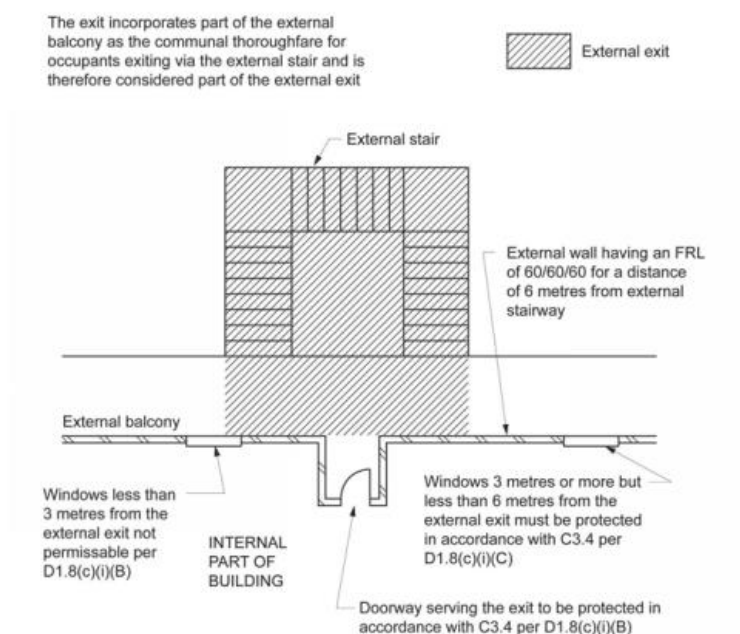 The exit incorporates part of the external
balcony as the communal thoroughfare for
occupants exiting via the external stair and is
therefore considered part of the external exit
External exit
External stair
External wall having an FRL
of 60/60/60 for a distance
of 6 metres from external
stairway
External balcony
Windows less than
3 metres from the
external exit not
permissable per
D1.8(c)(i)(B)
INTERNAL
PART OF
BUILDING
Windows 3 metres or more but
less than 6 metres from the
external exit must be protected
in accordance with C3.4 per
D1.8(c)(i)(C)
Doorway serving the exit to be protected in
accordance with C3.4 per D1.8(c)(i)(B)